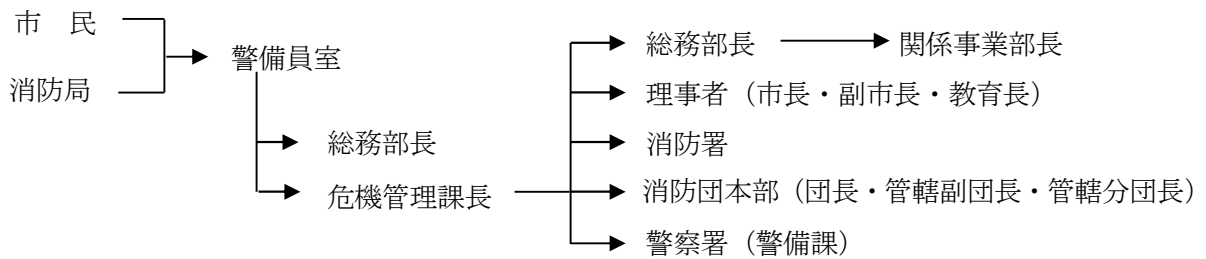 市　民
消防局
警備員室
総務部長
危機管理課長
総務部長
関係事業部長
理事者（市長・副市長・教育長）
消防署
消防団本部（団長・管轄副団長・管轄分団長）
警察署（警備課）